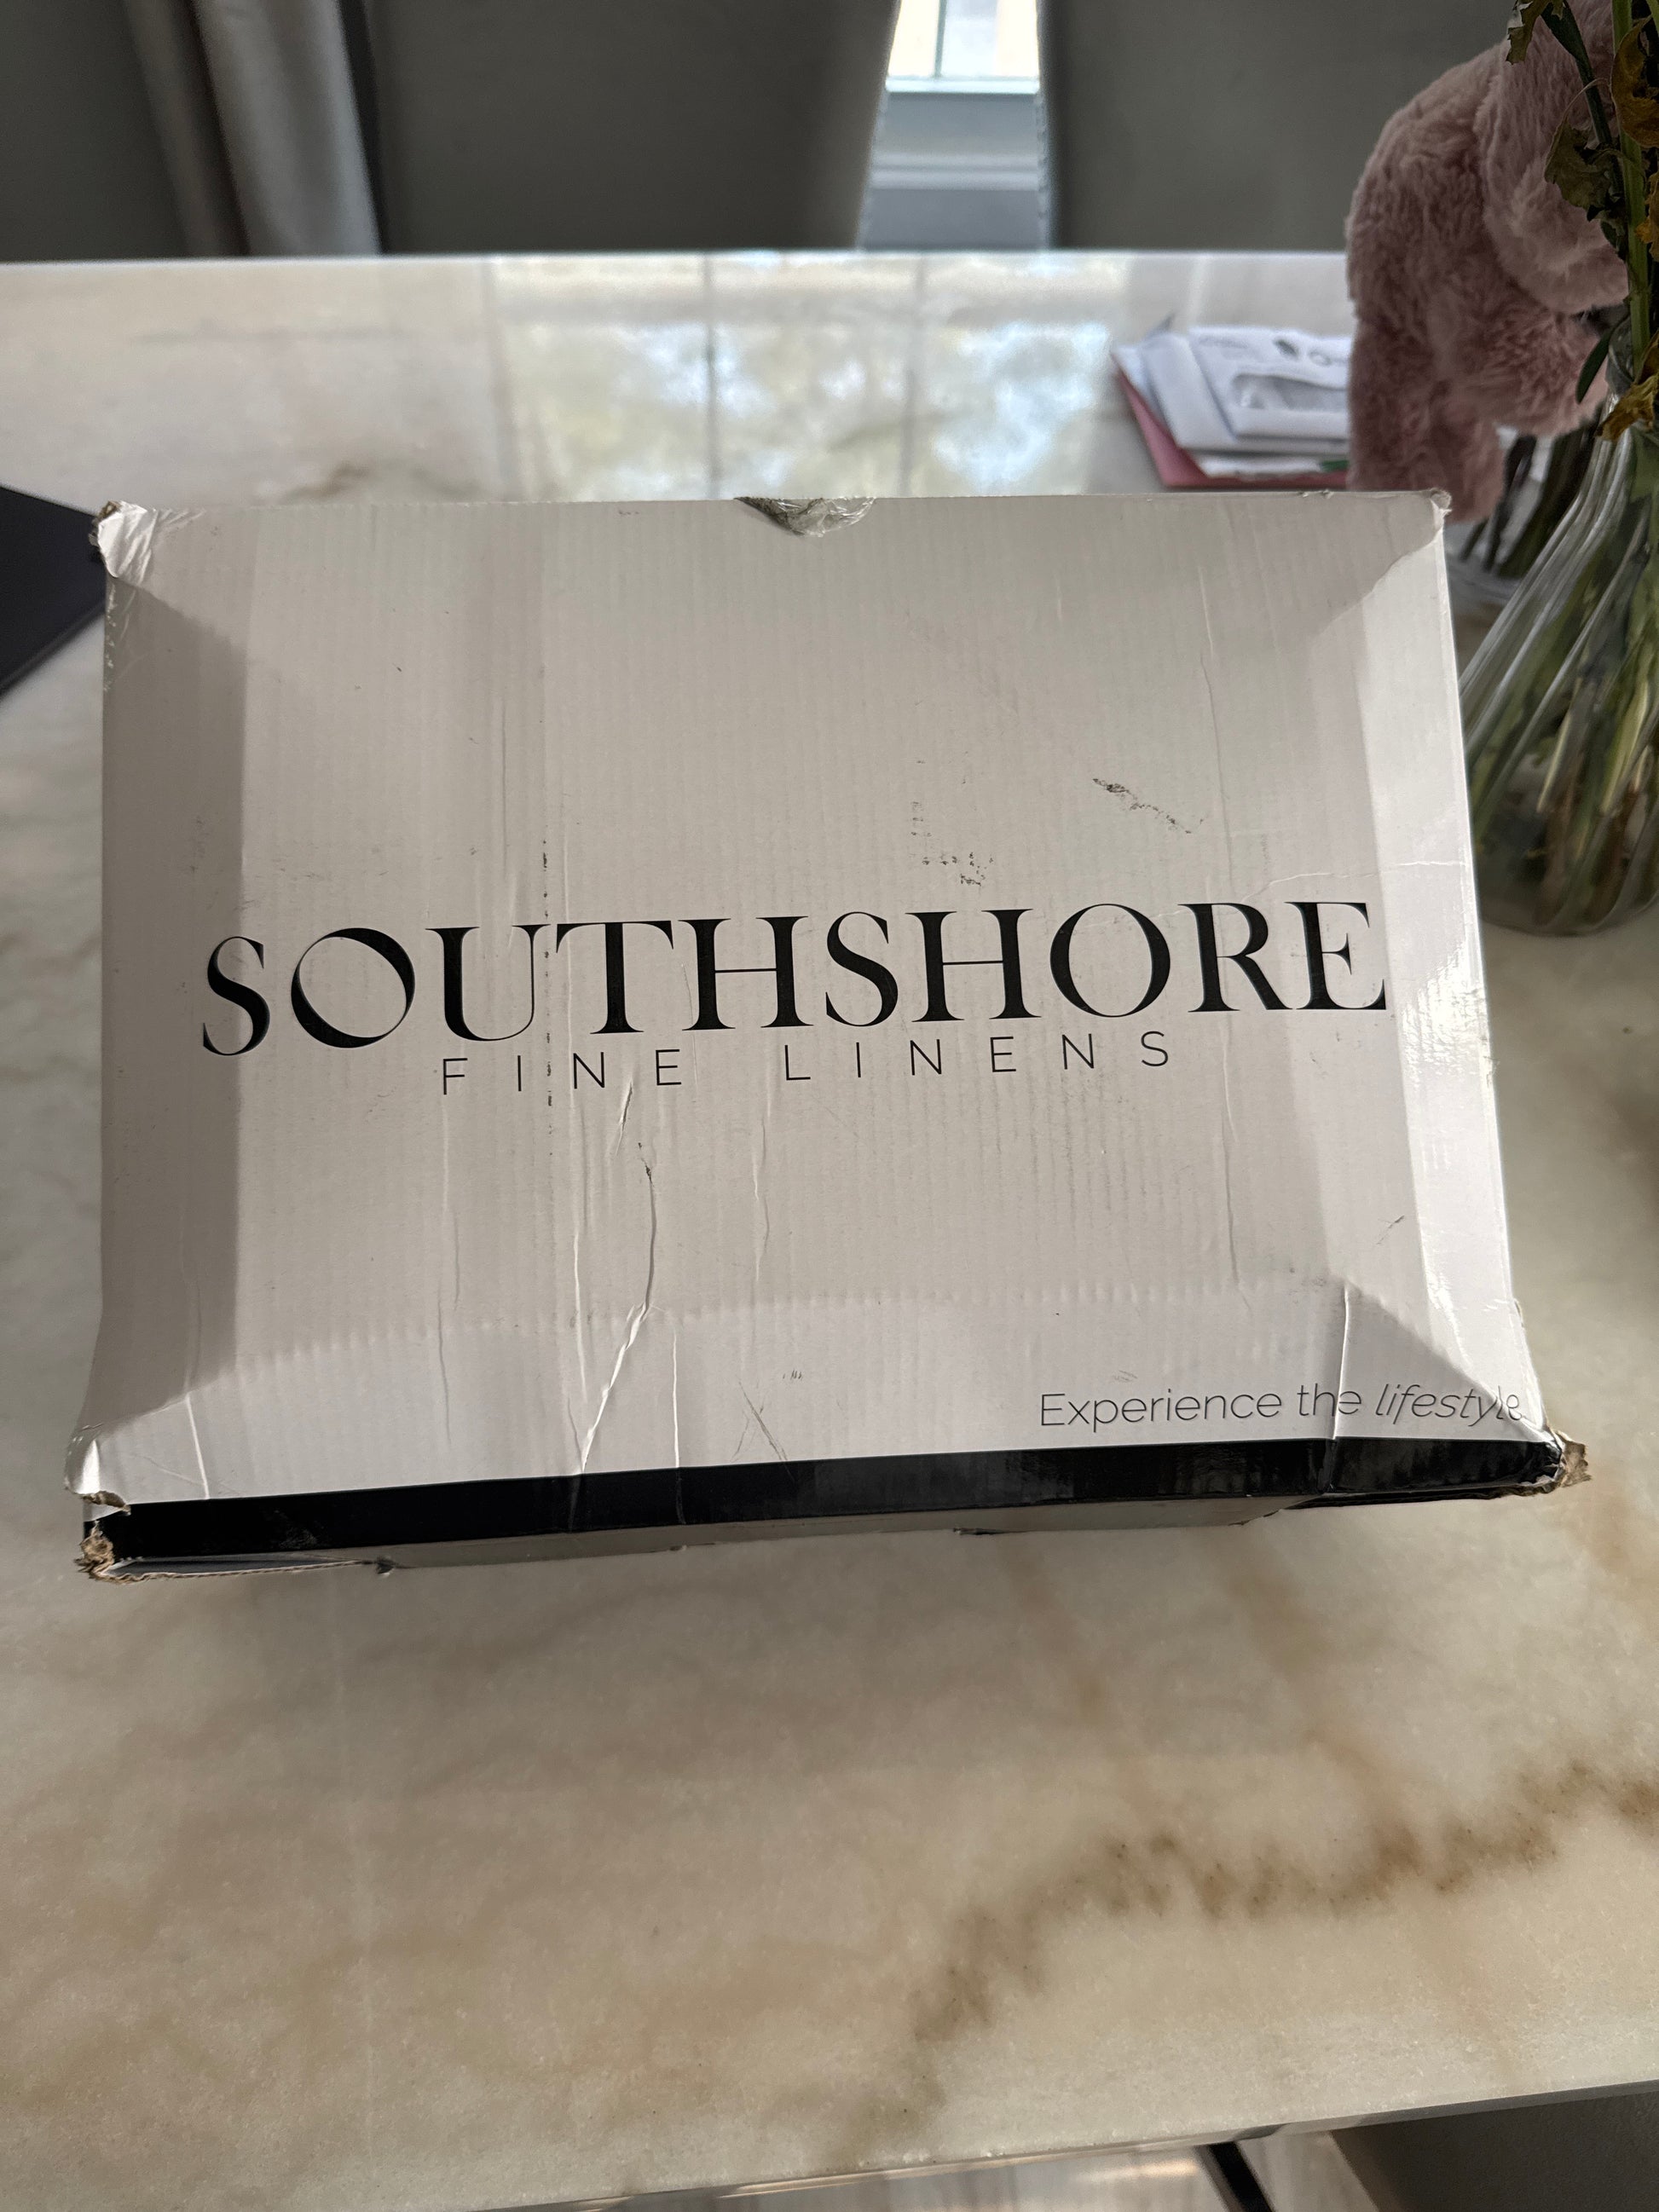 SOUTHSHORE
FINE LINENS
Experience the lifestyle